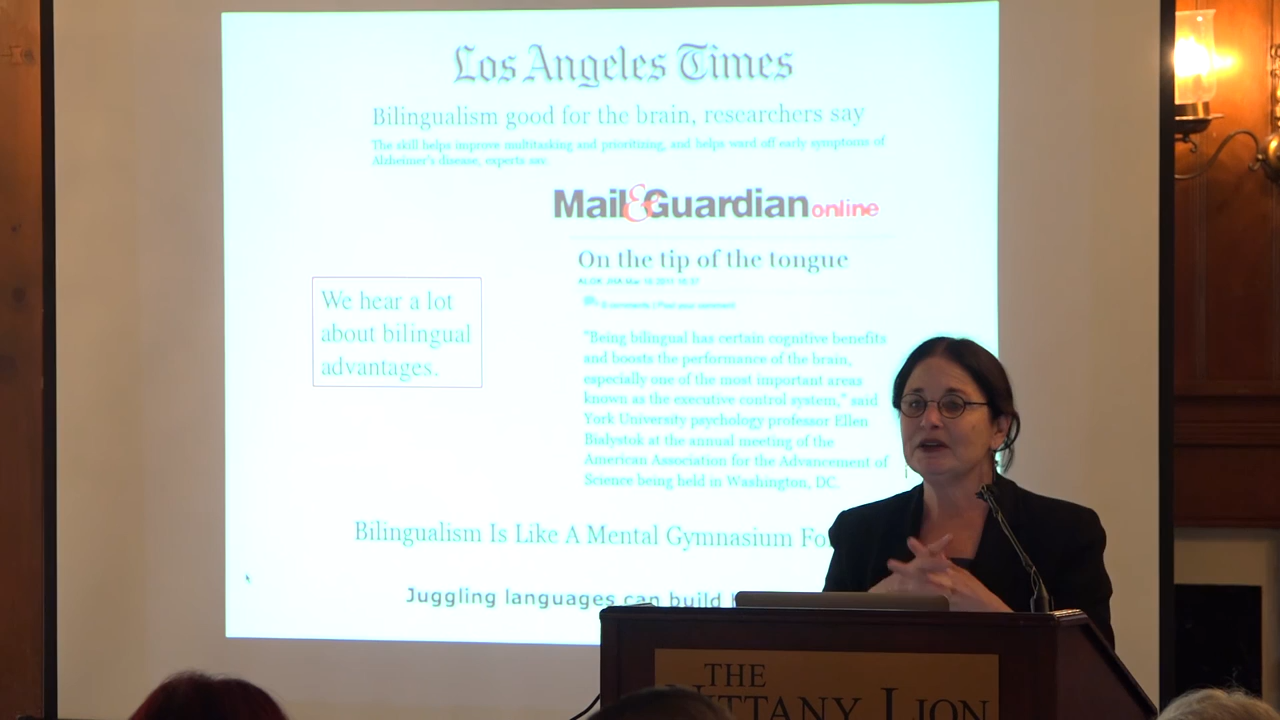 Los Angeles Times
Bilingualism good for the brain, researchers say
The skill helps improve multitasking and prioritizing, and helps ward off early symptoms of
Alzheimer's disease, experts say.
Mail&Guardian online
On the tip of the tongue
We hear a lot
about bilingual
advantages.
"Being bilingual has certain cognitive benefits
and boosts the performance of the brain,
especially one of the most important areas
known as the executive control system," said
York University psychology professor Ellen
Bialystok at the annual meeting of the
American Association for the Advancement of
Science being held in Washington, DC.
Bilingualism Is Like A Mental Gymnasium
Juggling languages can build
THE
NITTANY LION